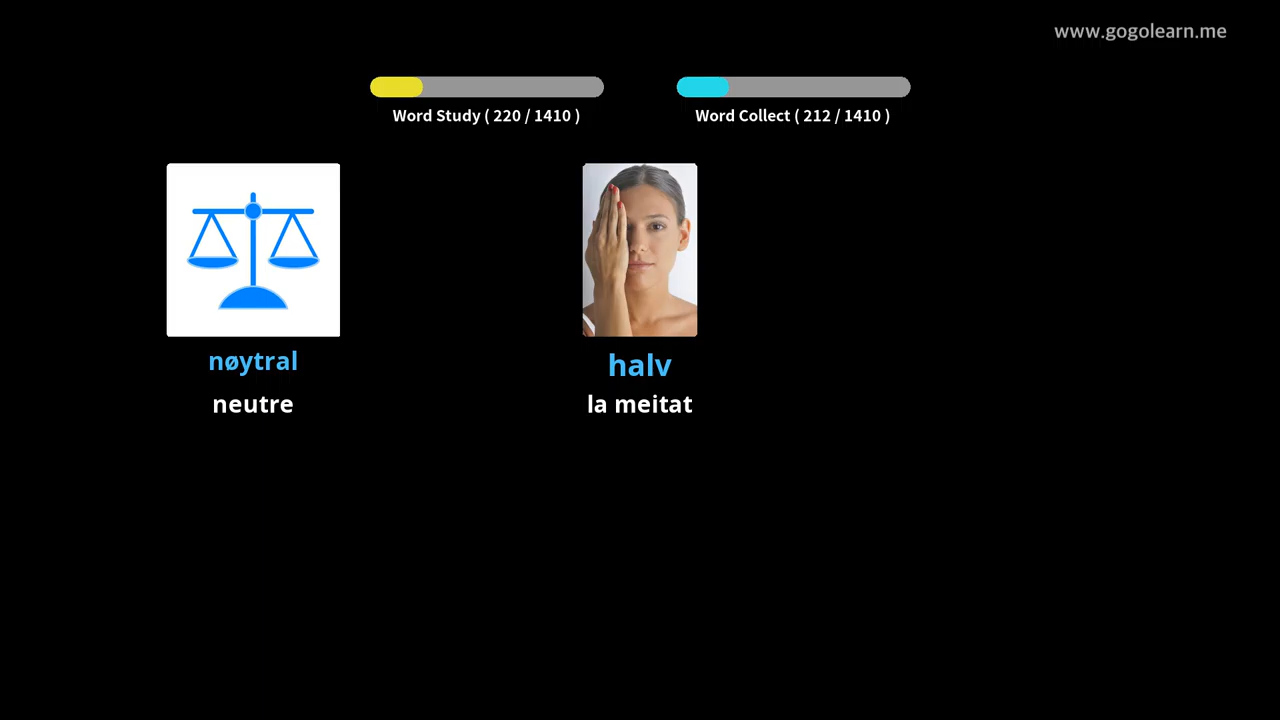 www.gogolearn.me
Word Study ( 220 / 1410 )
Word Collect ( 212 / 1410 )
nøytral
neutre
halv
la meitat